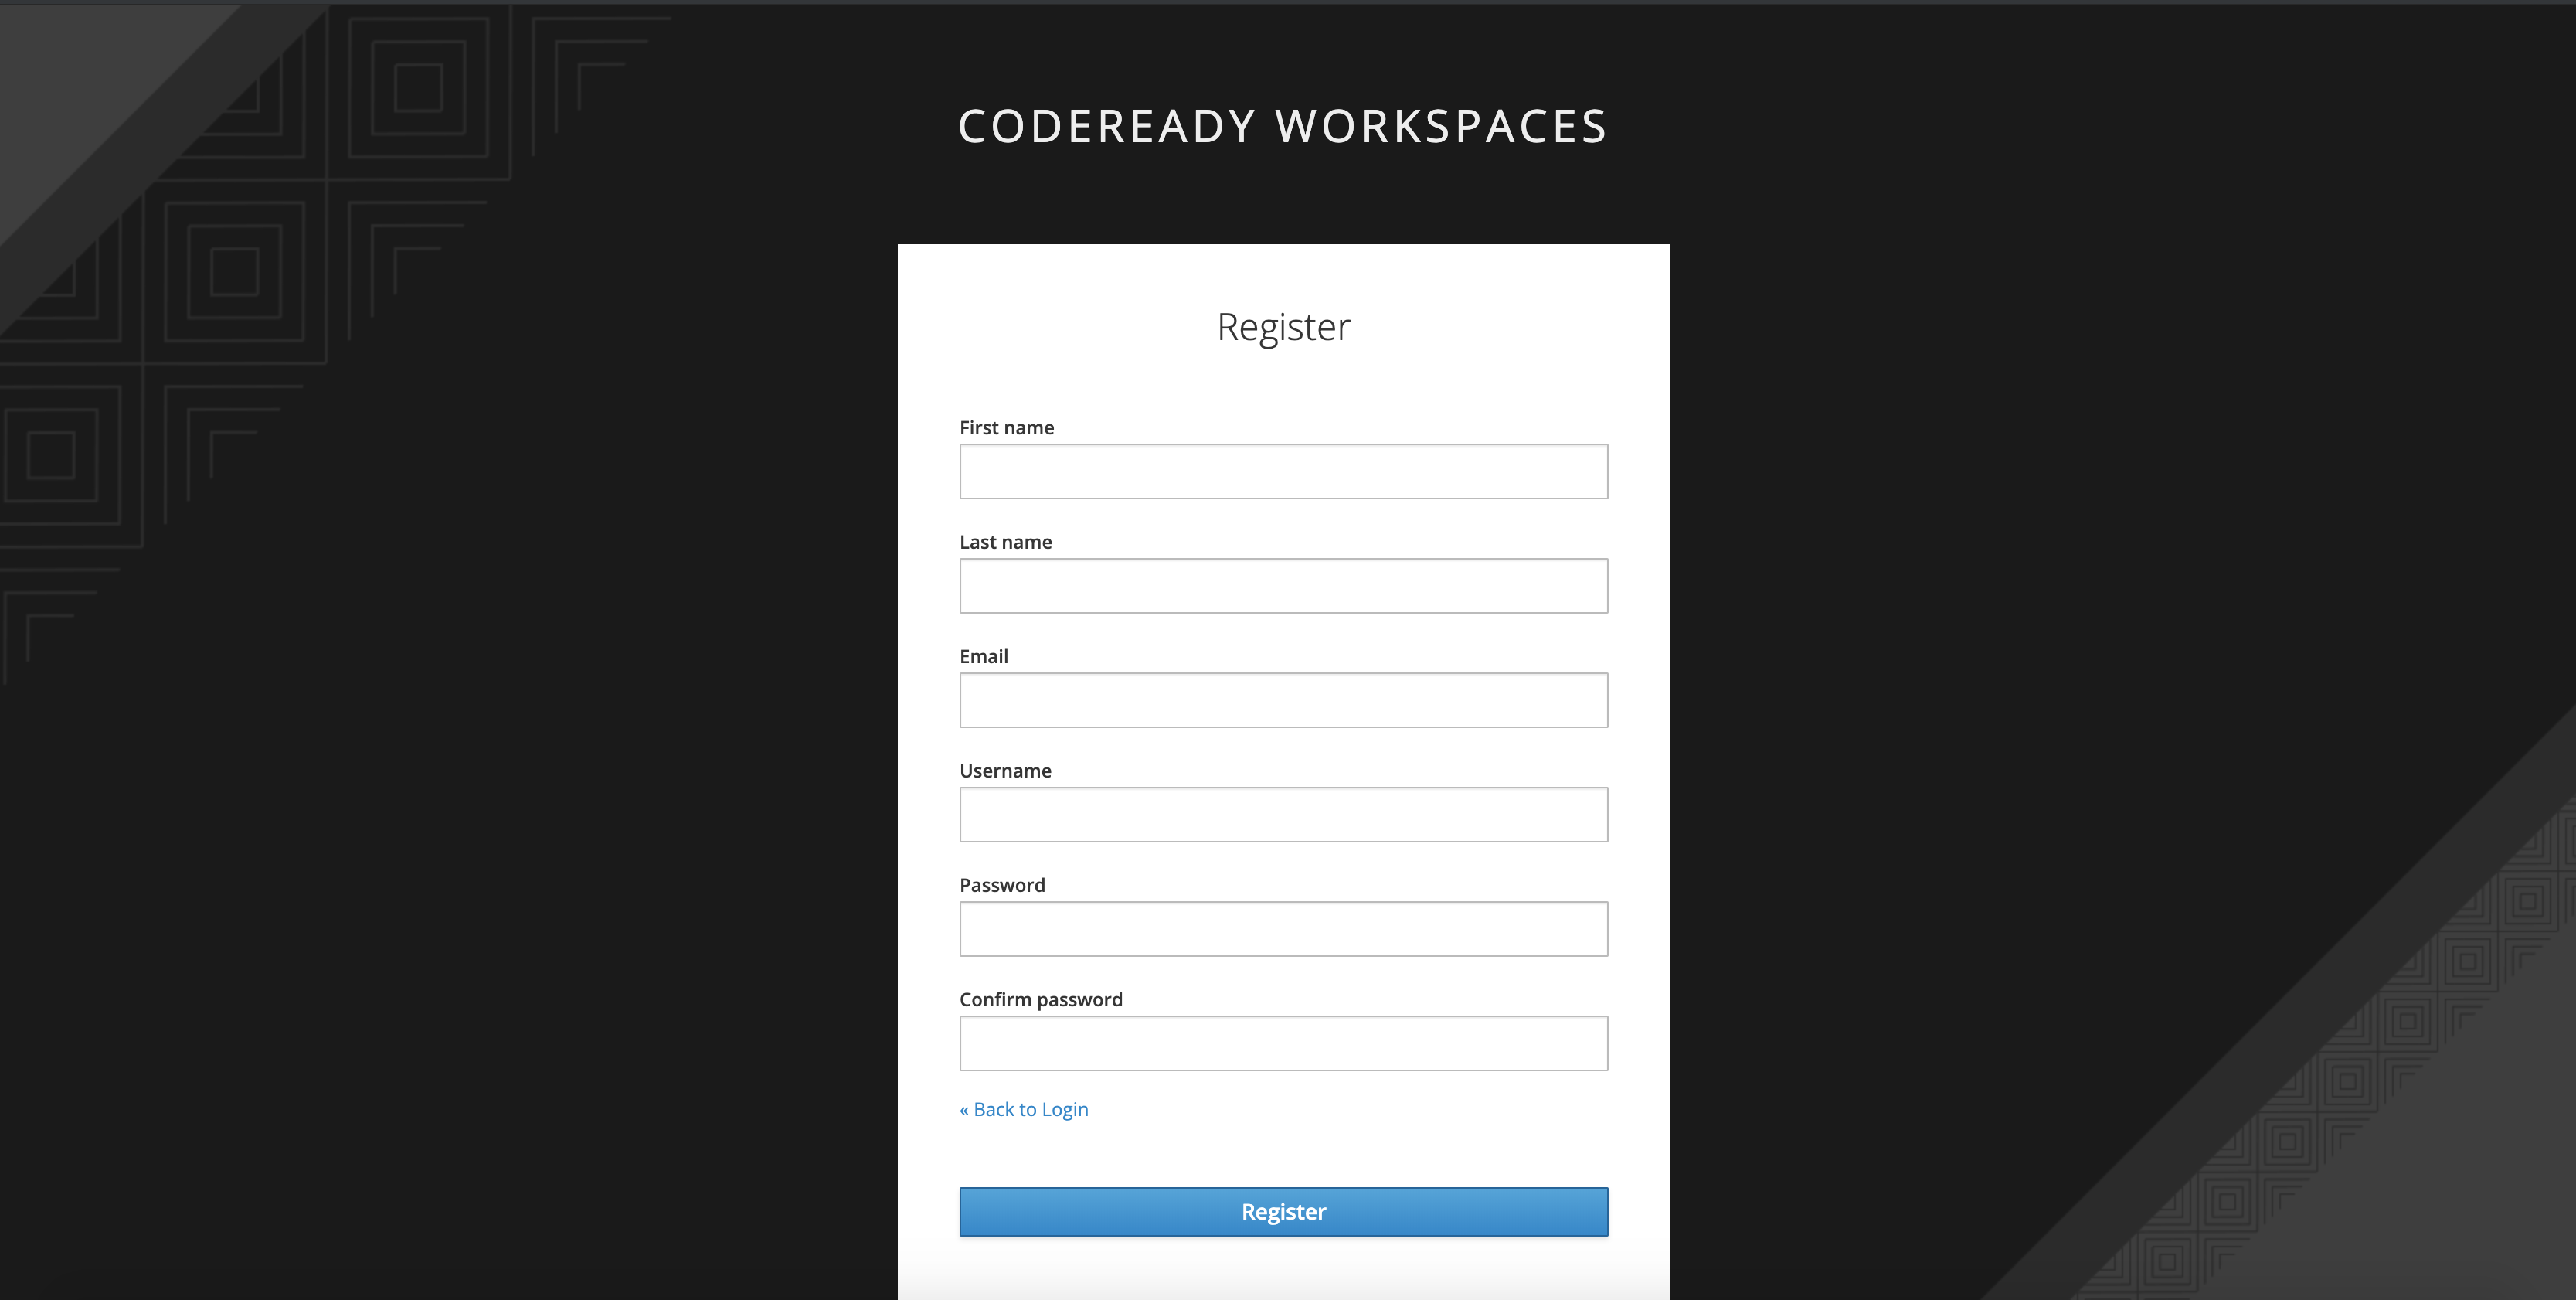 CODEREADY WORKSPACES
Register
First name
Last name
Email
Username
Password
Confirm password
« Back to Login
Register